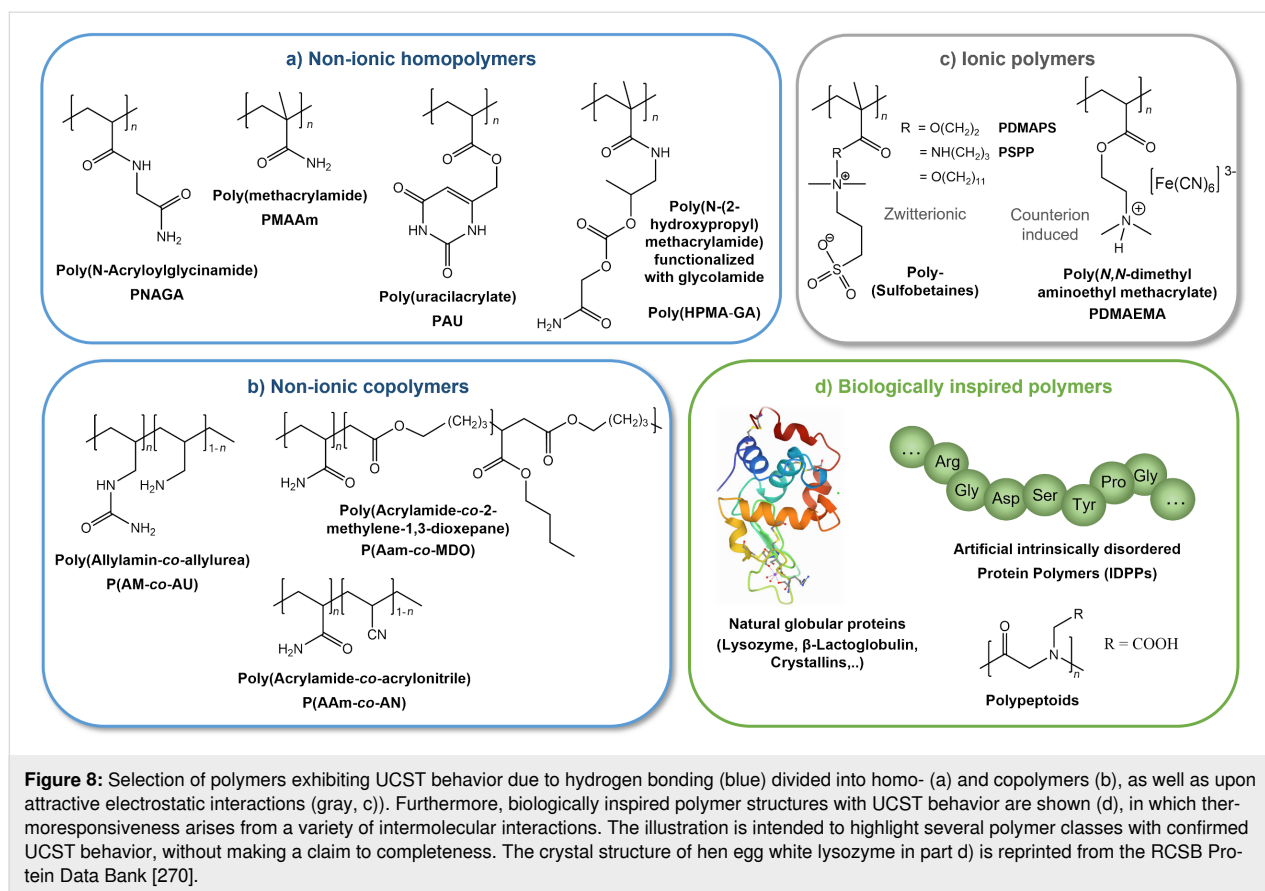 a) Non-ionic homopolymers
n
O
NH
O
NH2
Poly(N-Acryloylglycinamide)
PNAGA
n
O
NH2
Poly(methacrylamide)
PMAAm
n
O
O
O
NH
NH
O
Poly(uracilacrylate)
PAU
n
O
NH
O
O
O
H2N
O
Poly(N-(2-
hydroxypropyl)
methacrylamide)
functionalized
with glycolamide
Poly(HPMA-GA)
b) Non-ionic copolymers
n
1-n
HN
H2N
O
NH2
Poly(Allylamin-co-allylurea)
P(AM-co-AU)
n
H2N
O
O
O
(CH2)3
O
O
O
O
(CH2)3
Poly(Acrylamide-co-2-
methylene-1,3-dioxepane)
P(Aam-co-MDO)
n
1-n
H2N
O
CN
Poly(Acrylamide-co-acrylonitrile)
P(AAm-co-AN)
c) Ionic polymers
n
R
O
N
⊕
O
⊖
S
O
O
R = O(CH2)2 PDMAPS
= NH(CH2)3 PSPP
= O(CH2)11
Zwitterionic
Poly-
(Sulfobetaines)
n
O
O
N
⊕
H
[Fe(CN)6] 3-
Counterion
induced
Poly(N,N-dimethyl
aminoethyl methacrylate)
PDMAEMA
d) Biologically inspired polymers
Natural globular proteins
(Lysozyme, β-Lactoglobulin,
Crystallins,..)
... Arg Gly Asp Ser Tyr Pro Gly ...
Artificial intrinsically disordered
Protein Polymers (IDPPs)
O
N
R
n
R = COOH
Polypeptoids
Figure 8: Selection of polymers exhibiting UCST behavior due to hydrogen bonding (blue) divided into homo- (a) and copolymers (b), as well as upon
attractive electrostatic interactions (gray, c)). Furthermore, biologically inspired polymer structures with UCST behavior are shown (d), in which ther-
moresponsiveness arises from a variety of intermolecular interactions. The illustration is intended to highlight several polymer classes with confirmed
UCST behavior, without making a claim to completeness. The crystal structure of hen egg white lysozyme in part d) is reprinted from the RCSB Pro-
tein Data Bank [270].